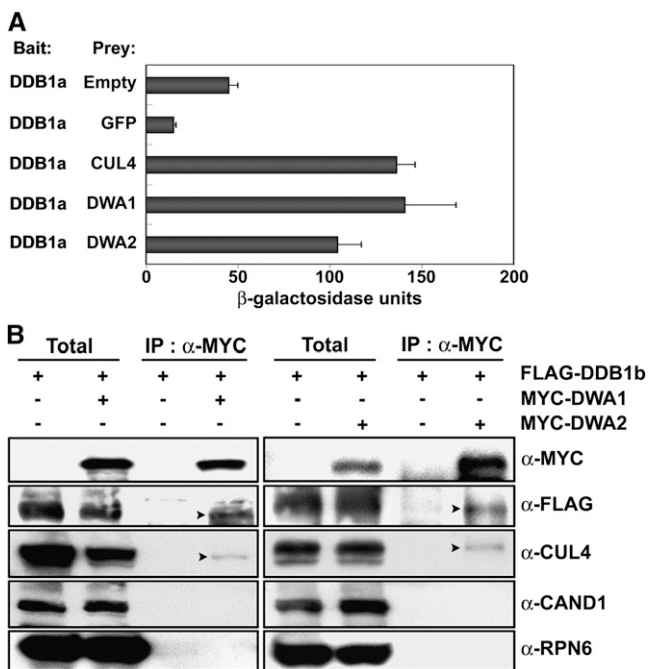 A
Bait: Prey:
DDB1a Empty
DDB1a GFP
DDB1a CUL4
DDB1a DWA1
DDB1a DWA2
0 50 100 150 200
β-galactosidase units
B
Total IP : α-MYC Total IP : α-MYC
+ + + + + + + + FLAG-DDB1b
- + - + - - - - MYC-DWA1
- - - - - + - + MYC-DWA2
α-MYC
α-FLAG
α-CUL4
α-CAND1
α-RPN6